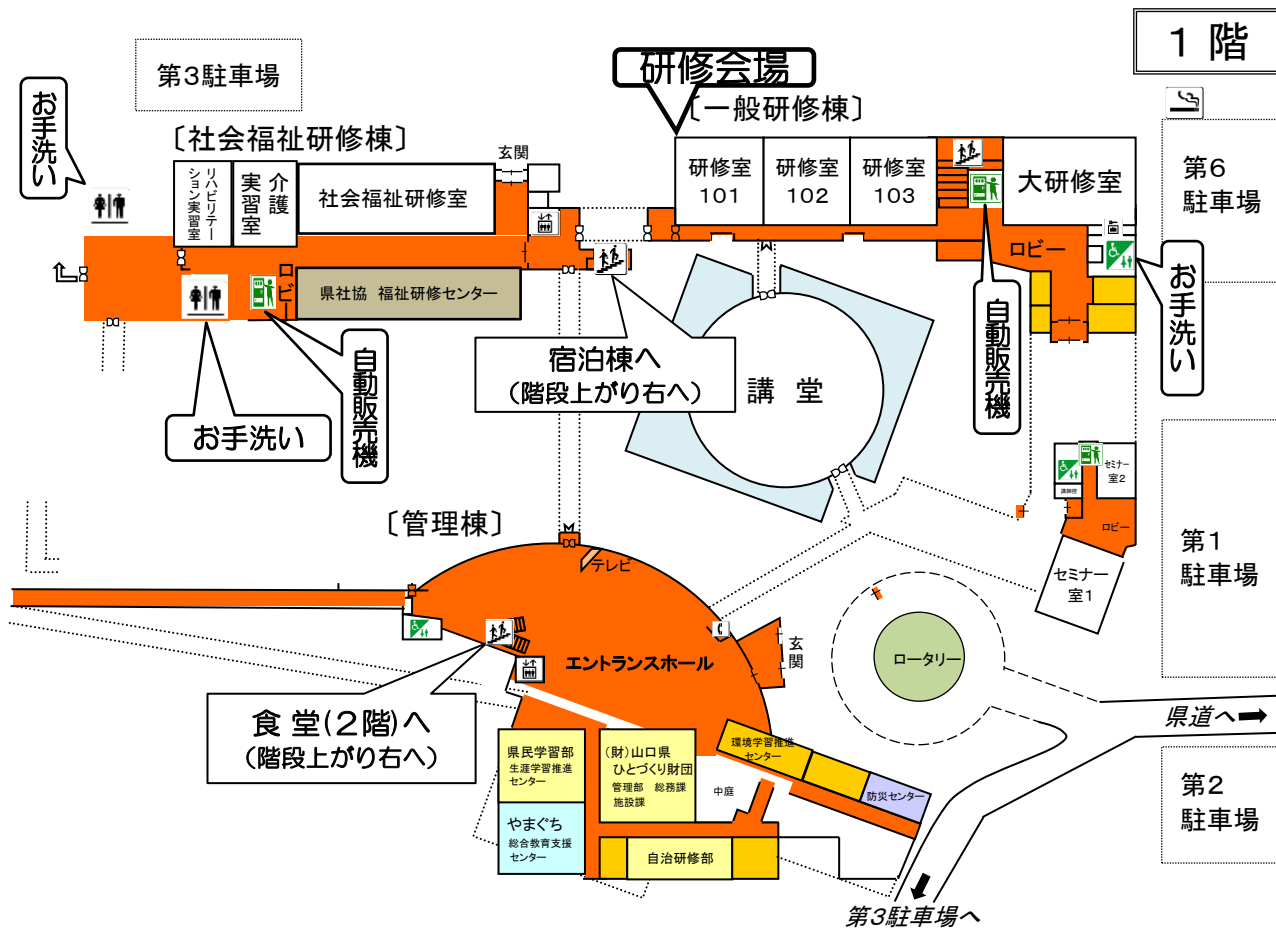 1 階
第3駐車場
研修会場
お手洗い
〔社会福祉研修棟〕
〔一般研修棟〕
玄関
リハビリテー
ション実習室
介護
実習室
社会福祉研修室
研修室
101
研修室
102
研修室
103
大研修室
第6
駐車場
ロビー
ロビー
県社協 福祉研修センター
お手洗い
自動販売機
宿泊棟へ
(階段上がり右へ)
講 堂
自動販売機
お手洗い
セミナー
室2
講師控
ロビー
セミナー
室1
第1
駐車場
〔管理棟〕
テレビ
エントランスホール
玄関
ロータリー
食 堂(2階)へ
(階段上がり右へ)
県道へ
県民学習部
生涯学習推進
センター
(財)山口県
ひとづくり財団
管理部 総務課
施設課
環境学習推進
センター
中庭
防災センター
やまぐち
総合教育支援
センター
自治研修部
第2
駐車場
第3駐車場へ